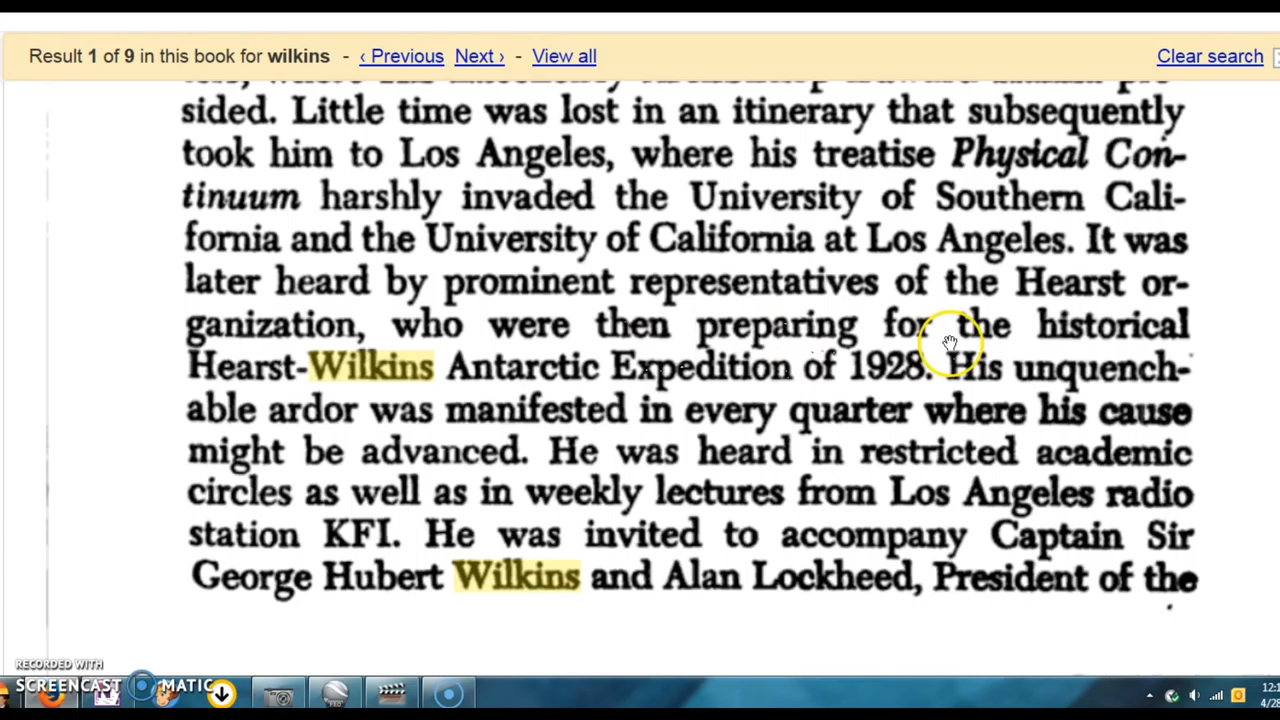 Result 1 of 9 in this book for wilkins - ‹ Previous Next › - View all Clear search
sided. Little time was lost in an itinerary that subsequently
took him to Los Angeles, where his treatise Physical Con-
tinuum harshly invaded the University of Southern Cali-
fornia and the University of California at Los Angeles. It was
later heard by prominent representatives of the Hearst or-
ganization, who were then preparing for the historical
Hearst-Wilkins Antarctic Expedition of 1928. His unquench-
able ardor was manifested in every quarter where his cause
might be advanced. He was heard in restricted academic
circles as well as in weekly lectures from Los Angeles radio
station KFI. He was invited to accompany Captain Sir
George Hubert Wilkins and Alan Lockheed, President of the
RECORDED WITH
SCREENCAST MATIC
12:1
4/28